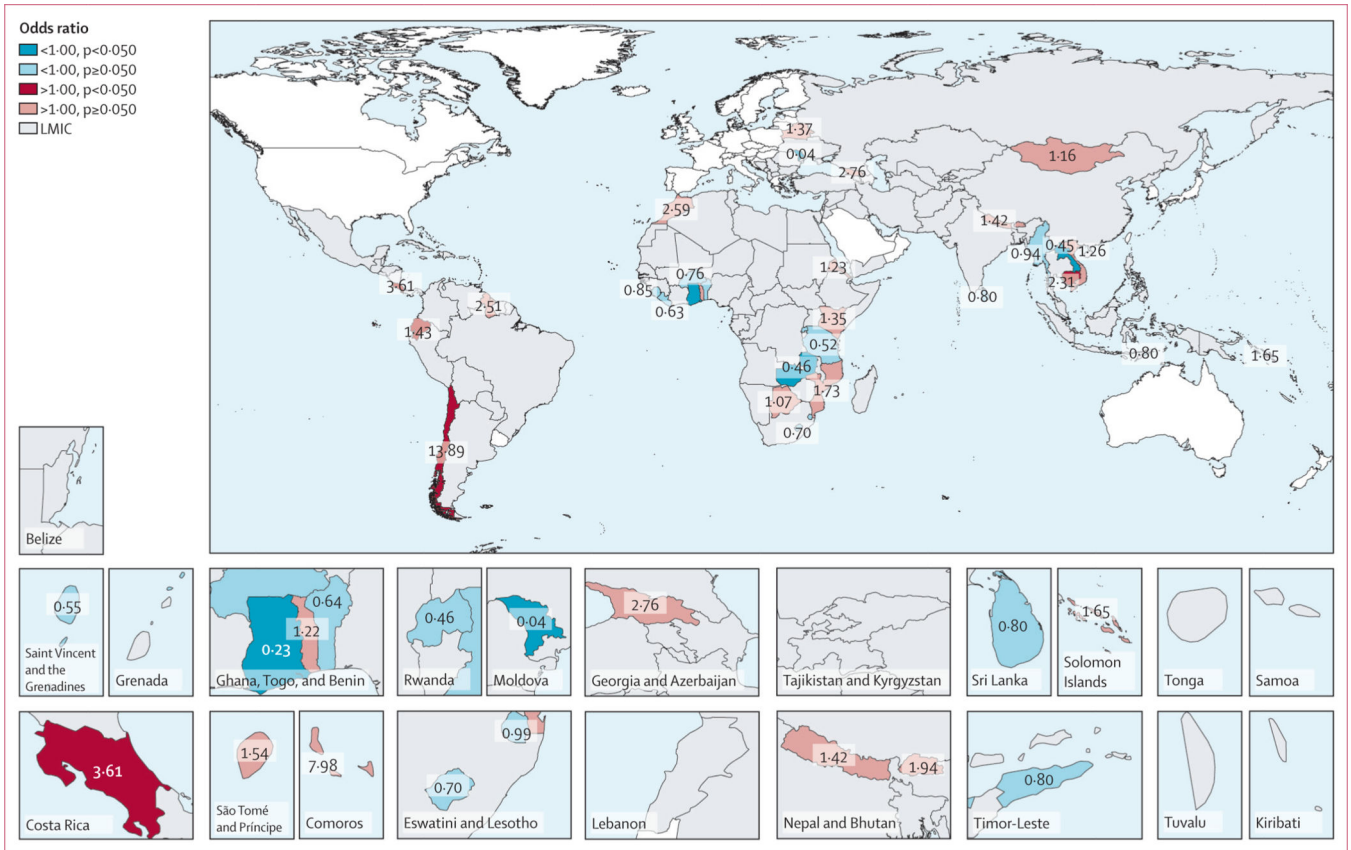 Odds ratio
<1·00, p<0·050
<1·00, p≥0·050
>1·00, p<0·050
>1·00, p≥0·050
LMIC
1·37
0·04
1·16
2·76
2·59
1·42
0·45
1·26
0·94
3·61
0·76
1·23
2·31
0·85
2·51
0·80
0·63
1·35
1·43
0·52
0·80
1·65
0·46
1·73
1·07
0·70
13·89
Belize
0·55
Saint Vincent
and the
Grenadines
Grenada
0·64
1·22
0·23
Ghana, Togo, and Benin
0·46
Rwanda
0·04
Moldova
2·76
Georgia and Azerbaijan
Tajikistan and Kyrgyzstan
0·80
Sri Lanka
1·65
Solomon
Islands
Tonga
Samoa
3·61
Costa Rica
1·54
São Tomé
and Príncipe
7·98
Comoros
0·99
0·70
Eswatini and Lesotho
Lebanon
1·42
1·94
Nepal and Bhutan
0·80
Timor-Leste
Tuvalu
Kiribati